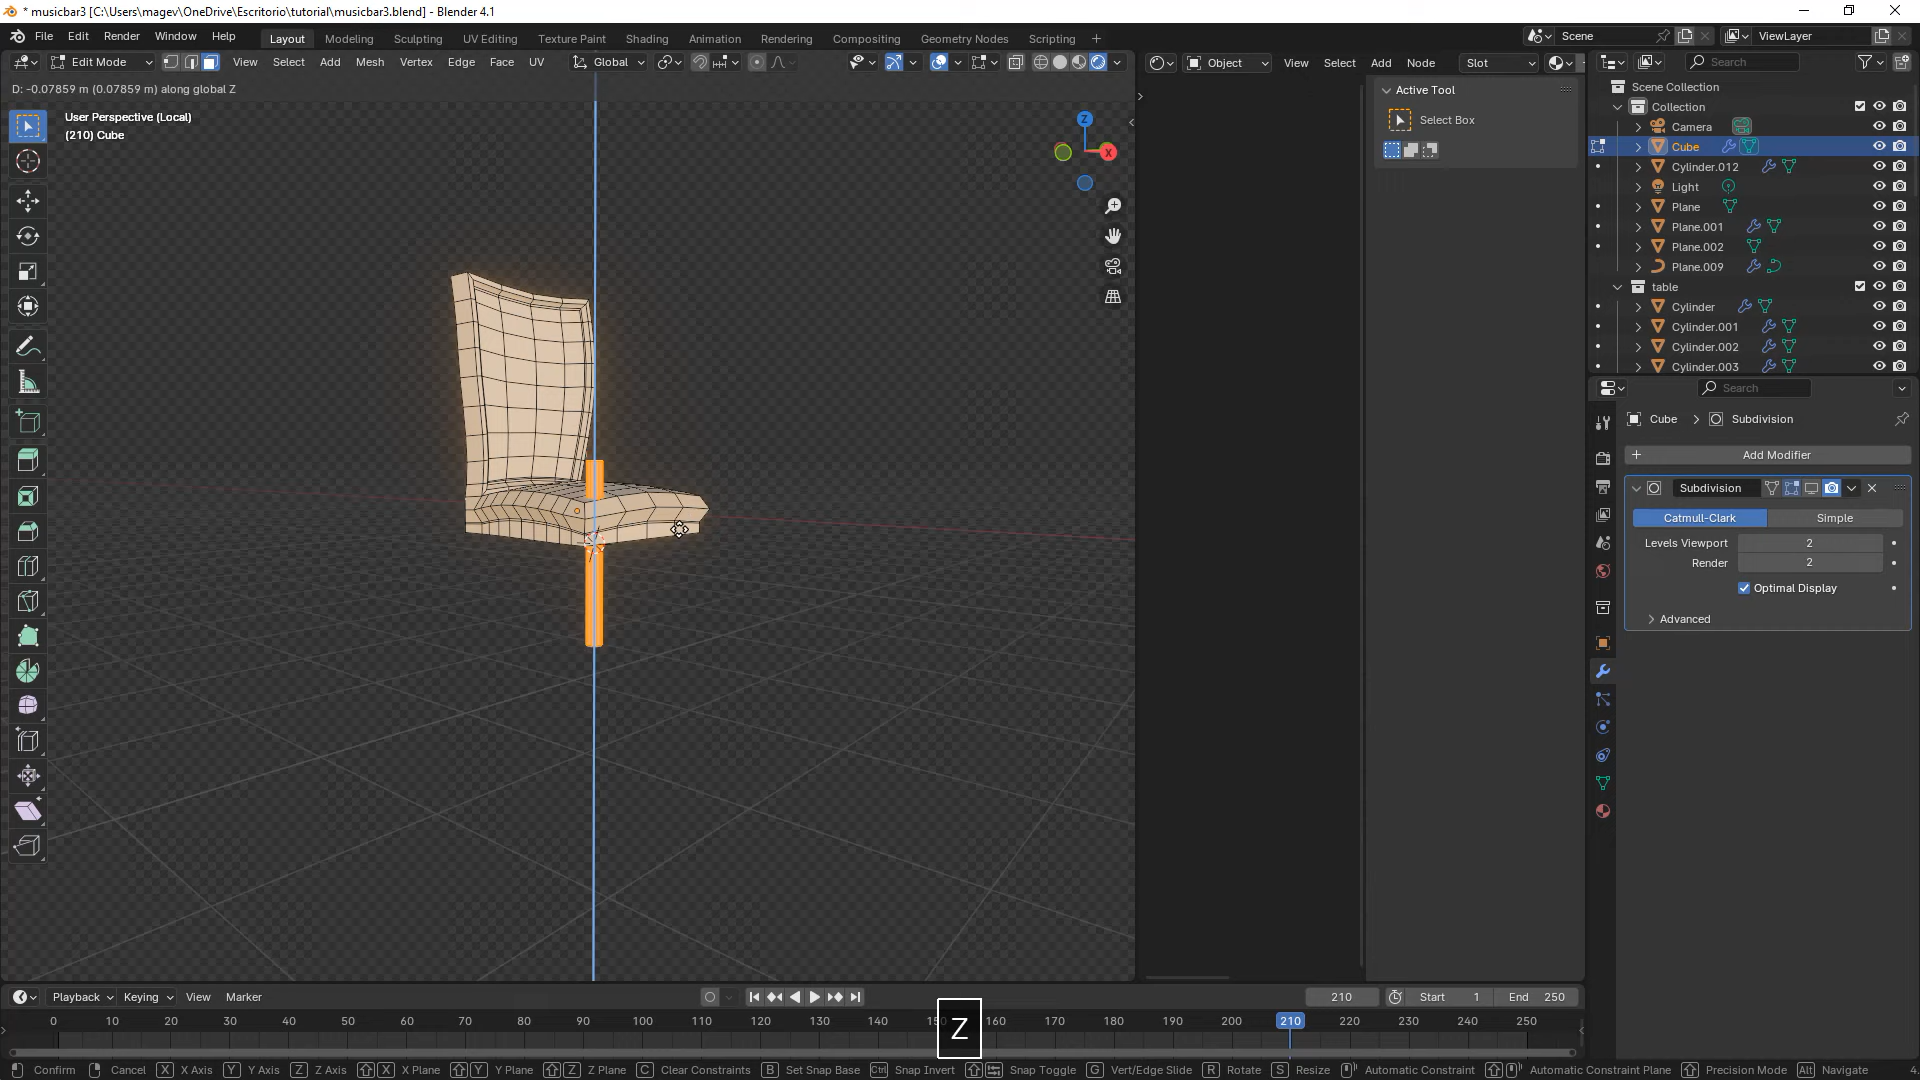 * musicbar3 [C:\Users\magev\OneDrive\Escritorio\tutorial\musicbar3.blend] - Blender 4.1
File Edit Render Window Help Layout Modeling Sculpting UV Editing Texture Paint Shading Animation Rendering Compositing Geometry Nodes Scripting + Scene ViewLayer
Edit Mode View Select Add Mesh Vertex Edge Face UV Global Object View Select Add Node Slot Search
D: -0.07859 m (0.07859 m) along global Z
User Perspective (Local)
(210) Cube
Z
X
Active Tool
Select Box
Scene Collection
Collection
Camera
Cube
Cylinder.012
Light
Plane
Plane.001
Plane.002
Plane.009
table
Cylinder
Cylinder.001
Cylinder.002
Cylinder.003
Search
Cube > Subdivision
+ Add Modifier
Subdivision
Catmull-Clark Simple
Levels Viewport 2
Render 2
Optimal Display
Advanced
Playback Keying View Marker 210 Start 1 End 250
0 10 20 30 40 50 60 70 80 90 100 110 120 130 140 160 170 180 190 200 210 220 230 240 250
Z
Confirm Cancel X X Axis Y Y Axis Z Z Axis X X Plane Y Y Plane Z Z Plane C Clear Constraints B Set Snap Base Ctrl Snap Invert Snap Toggle G Vert/Edge Slide R Rotate S Resize Automatic Constraint Automatic Constraint Plane Precision Mode Alt Navigate